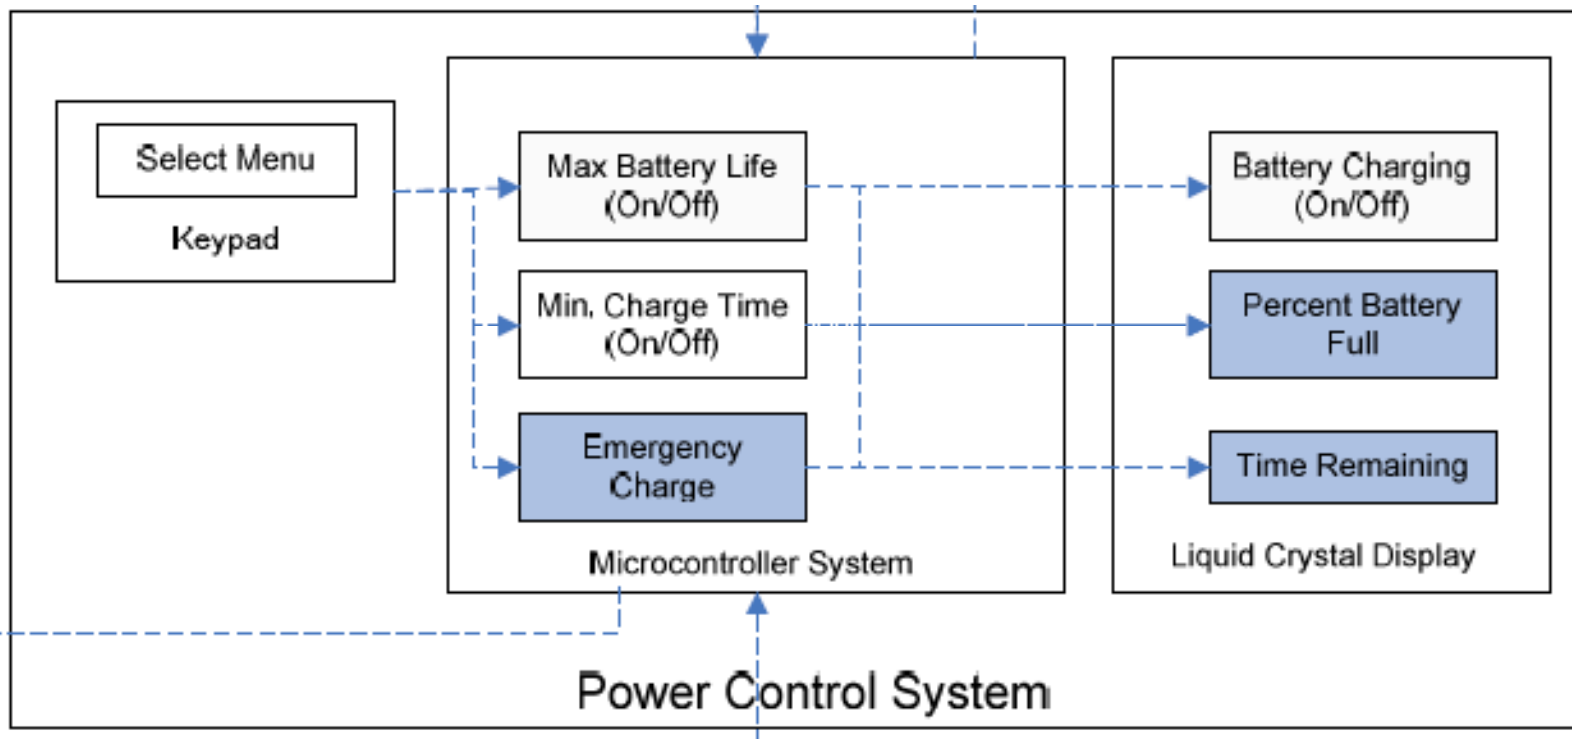 Select Menu
Keypad
Max Battery Life
(On/Off)
Min. Charge Time
(On/Off)
Emergency
Charge
Microcontroller System
Battery Charging
(On/Off)
Percent Battery
Full
Time Remaining
Liquid Crystal Display
Power Control System